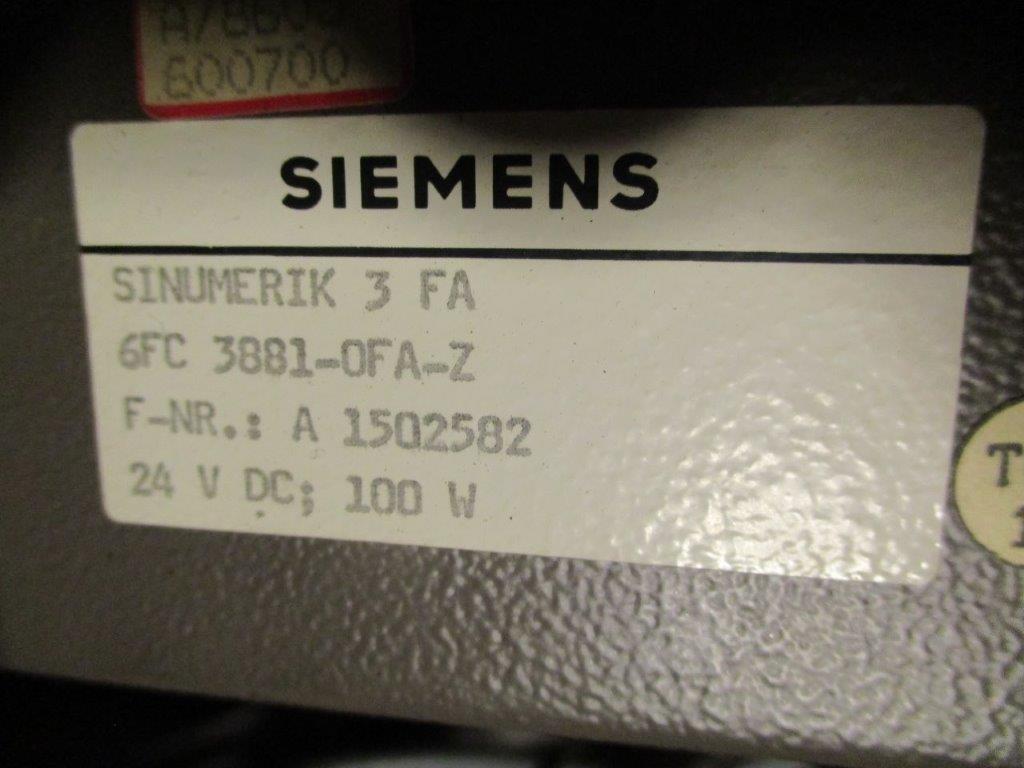 600700
SIEMENS
SINUMERIK 3 FA
6FC 3881-0FA-Z
F-NR.: A 1502582
24 V DC; 100 W